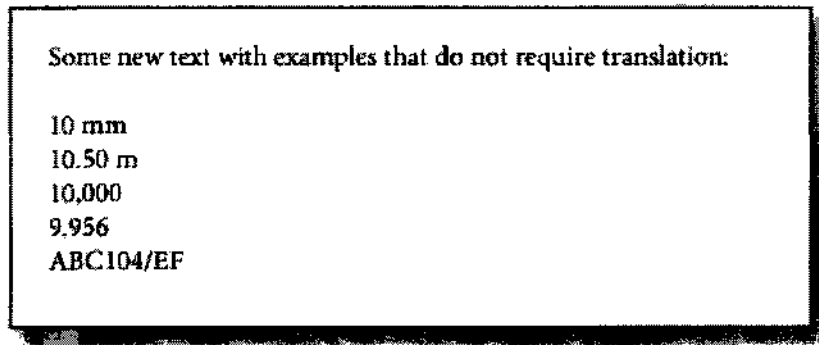 Some new text with examples that do not require translation:
10 mm
10.50 m
10,000
9.956
ABC104/EF